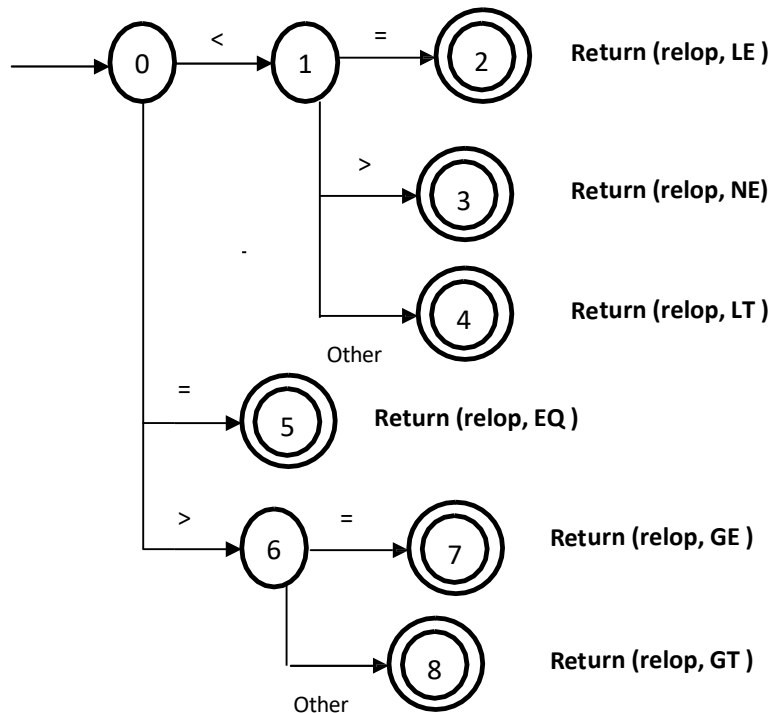 0 < 1 = 2 Return (relop, LE )
> 3 Return (relop, NE)
-
4 Return (relop, LT )
Other
= 5 Return (relop, EQ )
> 6 = 7 Return (relop, GE )
8 Return (relop, GT )
Other